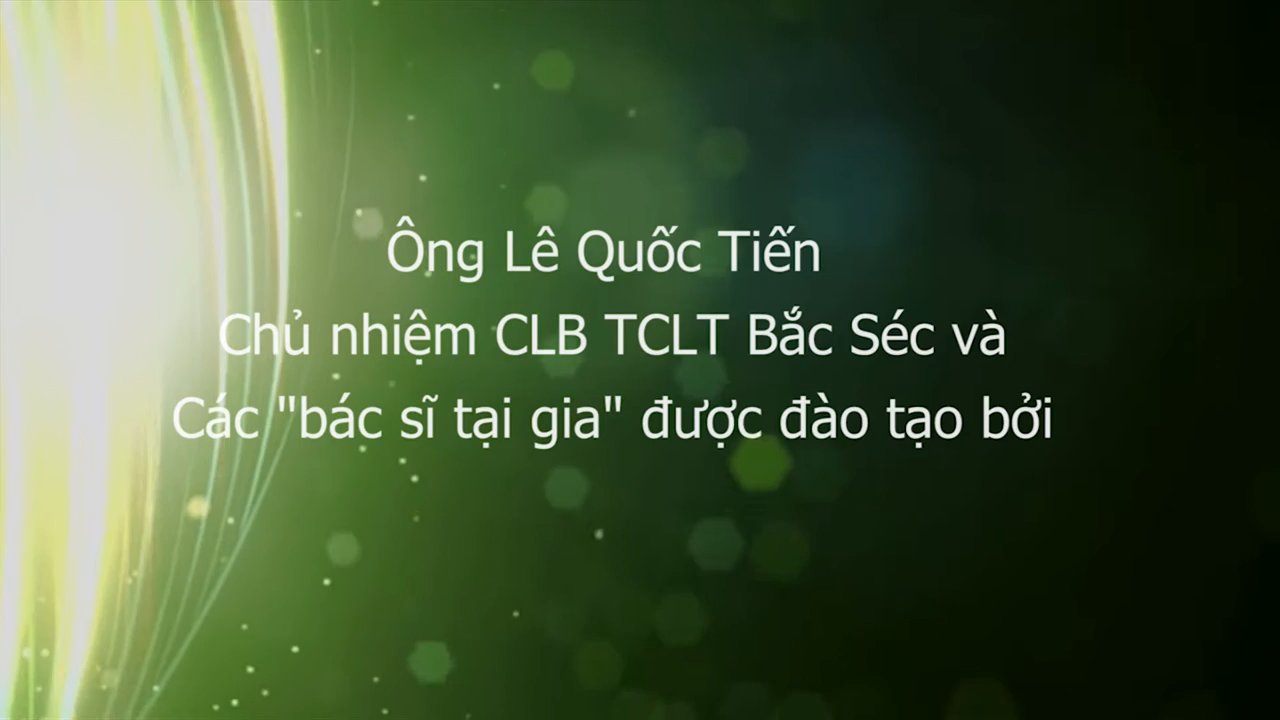 Ông Lê Quốc Tiến
Chủ nhiệm CLB TCLT Bắc Séc và
Các "bác sĩ tại gia" được đào tạo bởi